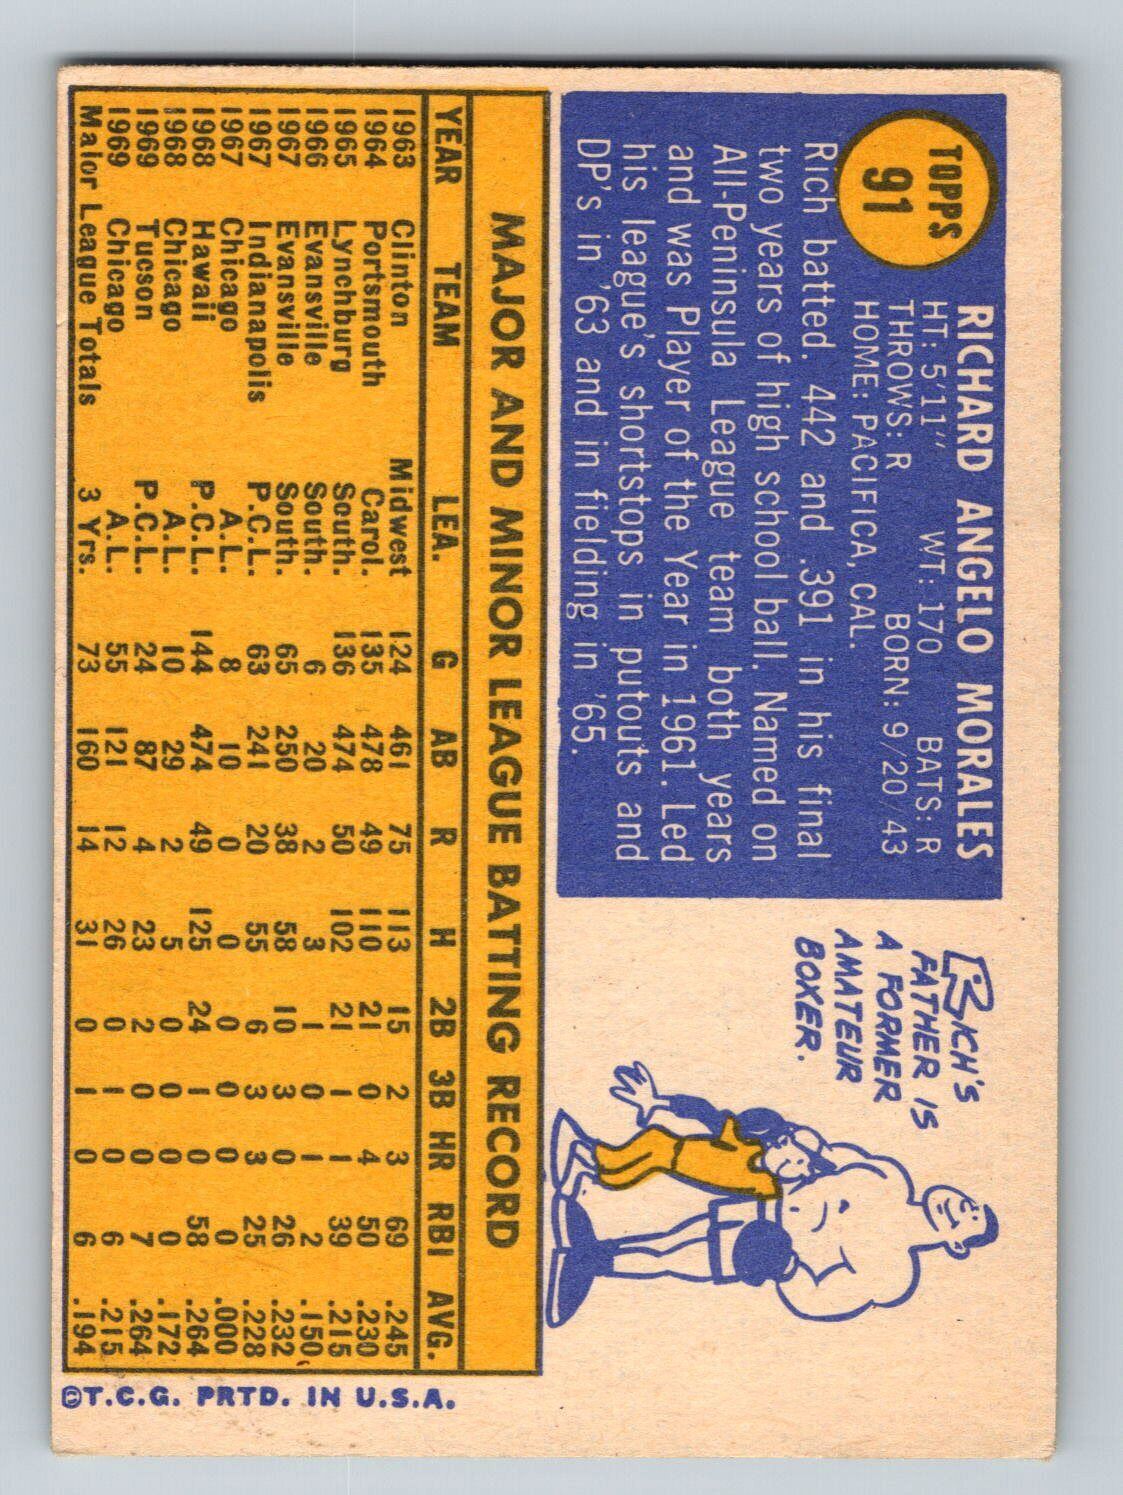 TOPPS
91
RICHARD ANGELO MORALES
HT: 5'11" WT: 170 BATS: R
THROWS: R BORN: 9/20/43
HOME: PACIFICA, CAL.
Rich batted. 442 and .391 in his final
two years of high school ball. Named on
All-Peninsula League team both years
and was Player of the Year in 1961. Led
his league's shortstops in putouts and
DP's in '63 and in fielding in '65.
RICH'S
FATHER IS
A FORMER
AMATEUR
BOXER.
MAJOR AND MINOR LEAGUE BATTING RECORD
YEAR TEAM LEA. G AB R H 2B 3B HR RBI AVG.
1963 Clinton Midwest 124 461 75 113 15 2 3 69 .245
1964 Portsmouth Carol. 135 478 49 110 21 0 4 50 .230
1965 Lynchburg South. 136 474 50 102 21 1 1 39 .215
1966 Evansville South. 6 20 2 3 1 0 1 2 .150
1967 Evansville South. 65 250 38 58 10 3 0 26 .232
1967 Indianapolis P.C.L. 63 241 20 55 6 3 3 25 .228
1967 Chicago A.L. 8 10 0 0 0 0 0 0 .000
1968 Hawaii P.C.L. 144 474 49 125 24 1 0 58 .264
1968 Chicago A.L. 10 29 2 5 0 0 0 0 .172
1969 Tucson P.C.L. 24 87 4 23 2 0 0 7 .264
1969 Chicago A.L. 55 121 12 26 0 1 0 6 .215
Major League Totals 3 Yrs. 73 160 14 31 0 1 0 6 .194
©T.C.G. PRTD. IN U.S.A.